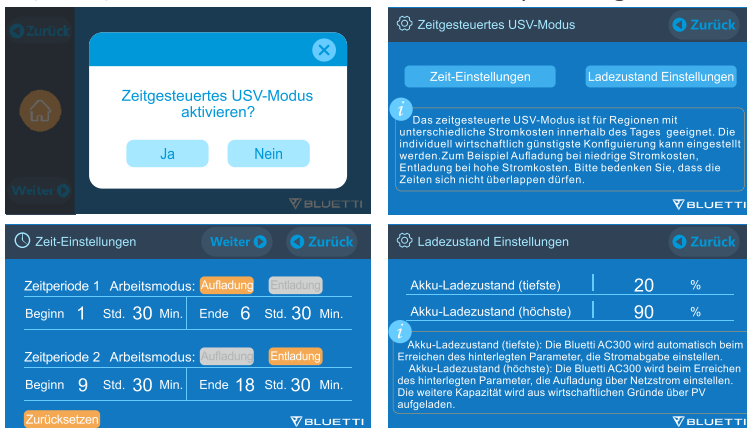 Zurück
Zeitgesteuertes USV-Modus
aktivieren?
Ja Nein
Weiter
BLUETTI
Zeitgesteuertes USV-Modus Zurück
Zeit-Einstellungen Ladezustand Einstellungen
i
Das zeitgesteuerte USV-Modus ist für Regionen mit
unterschiedliche Stromkosten innerhalb des Tages geeignet. Die
individuell wirtschaftlich günstigste Konfiguierung kann eingestellt
werden.Zum Beispiel Aufladung bei niedrige Stromkosten,
Entladung bei hohe Stromkosten. Bitte bedenken Sie, dass die
Zeiten sich nicht überlappen dürfen.
BLUETTI
Zeit-Einstellungen Weiter Zurück
Zeitperiode 1 Arbeitsmodus: Aufladung Entladung
Beginn 1 Std. 30 Min. Ende 6 Std. 30 Min.
Zeitperiode 2 Arbeitsmodus: Aufladung Entladung
Beginn 9 Std. 30 Min. Ende 18 Std. 30 Min.
Zurücksetzen
BLUETTI
Ladezustand Einstellungen Zurück
Akku-Ladezustand (tiefste) 20 %
Akku-Ladezustand (höchste) 90 %
i
Akku-Ladezustand (tiefste): Die Bluetti AC300 wird automatisch beim
Erreichen des hinterlegten Parameter, die Stromabgabe einstellen.
Akku-Ladezustand (höchste): Die Bluetti AC300 wird beim Erreichen
des hinterlegten Parameter, die Aufladung über Netzstrom einstellen.
Die weitere Kapazität wird aus wirtschaftlichen Gründe über PV
aufgeladen.
BLUETTI